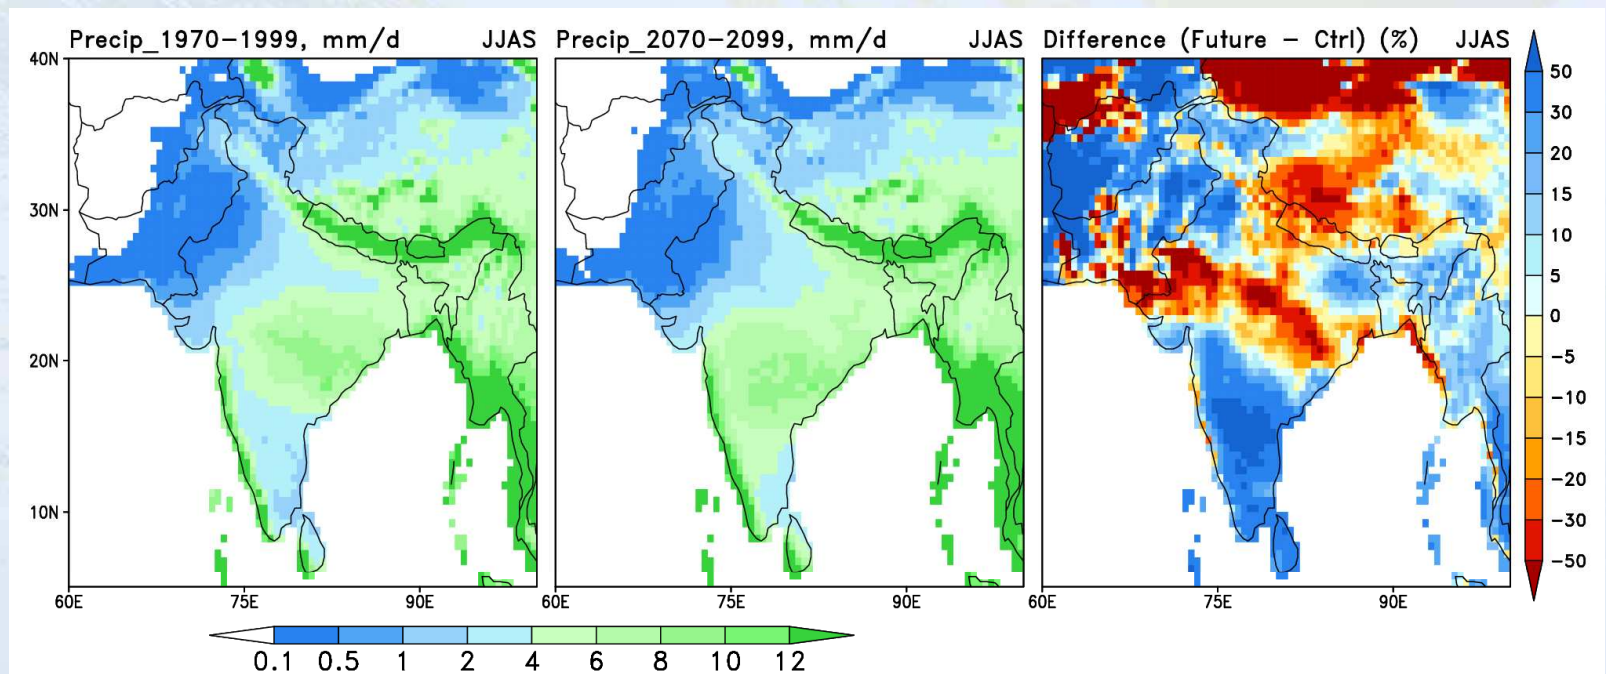 Precip_1970-1999, mm/d JJAS
Precip_2070-2099, mm/d JJAS
Difference (Future - Ctrl) (%) JJAS
40N
30N
20N
10N
60E 75E 90E
60E 75E 90E
60E 75E 90E
50
30
20
15
10
5
0
-5
-10
-15
-20
-30
-50
0.1 0.5 1 2 4 6 8 10 12